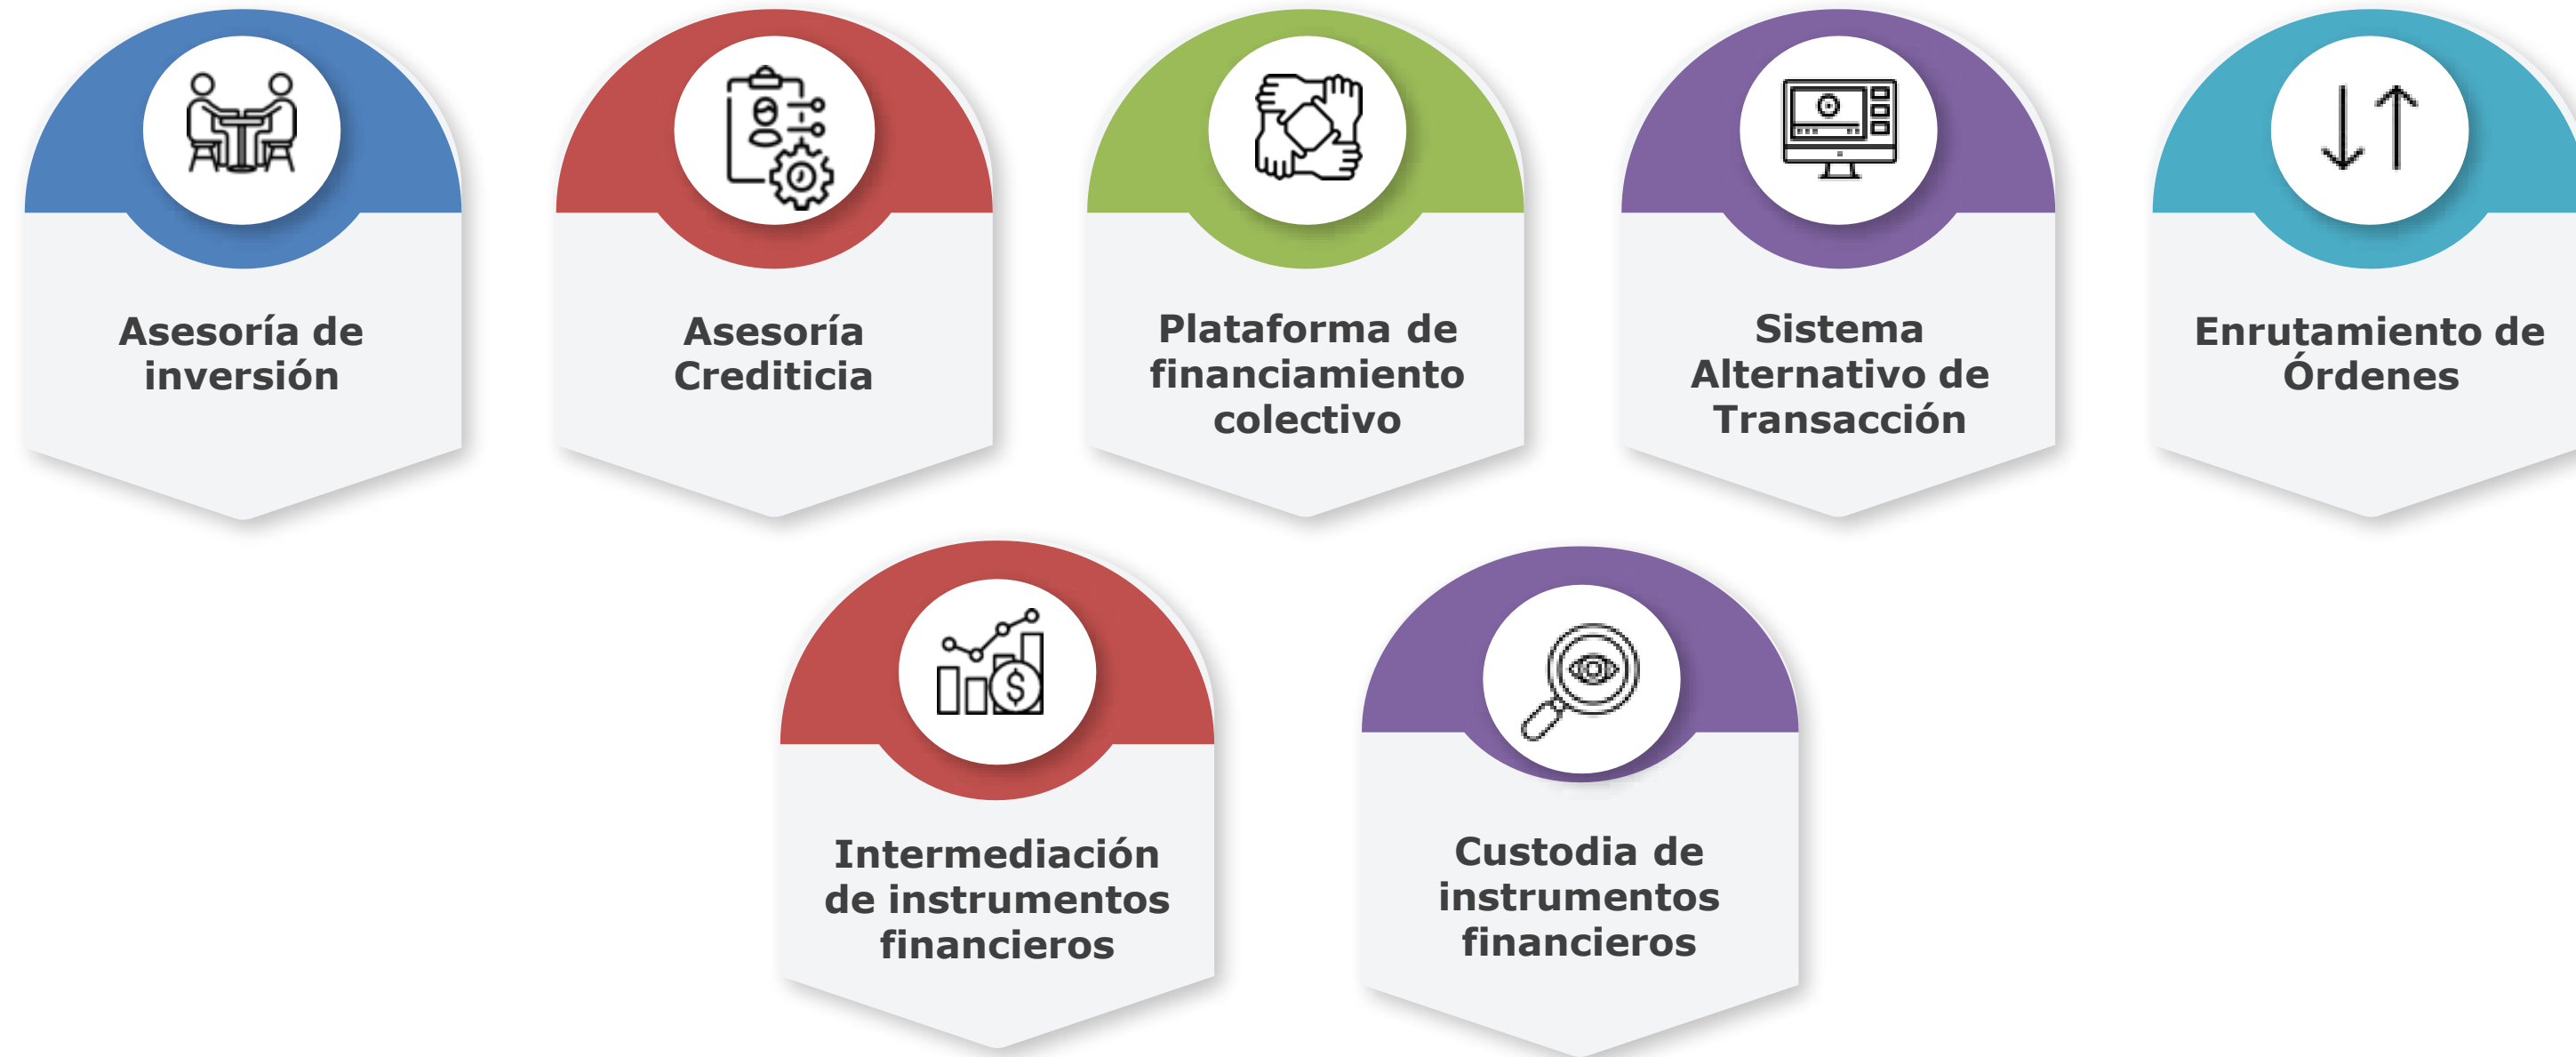 Asesoría de
inversión
Asesoría
Crediticia
Plataforma de
financiamiento
colectivo
Sistema
Alternativo de
Transacción
Enrutamiento de
Órdenes
Intermediación
de instrumentos
financieros
Custodia de
instrumentos
financieros